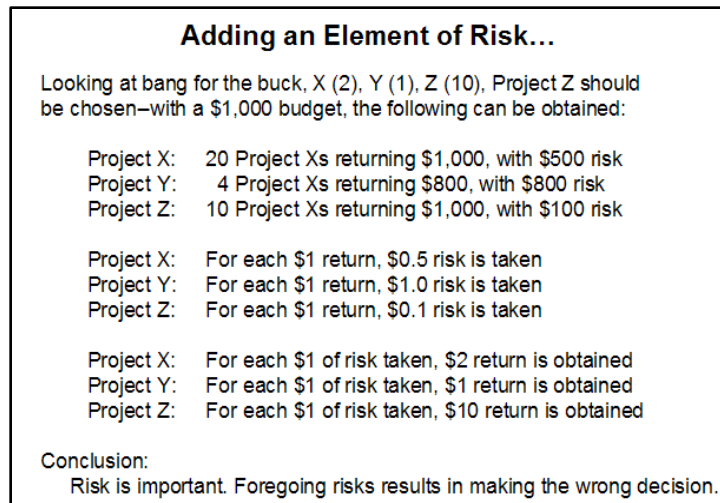 Adding an Element of Risk...
Looking at bang for the buck, X (2), Y (1), Z (10), Project Z should
be chosen–with a $1,000 budget, the following can be obtained:
Project X: 20 Project Xs returning $1,000, with $500 risk
Project Y: 4 Project Xs returning $800, with $800 risk
Project Z: 10 Project Xs returning $1,000, with $100 risk
Project X: For each $1 return, $0.5 risk is taken
Project Y: For each $1 return, $1.0 risk is taken
Project Z: For each $1 return, $0.1 risk is taken
Project X: For each $1 of risk taken, $2 return is obtained
Project Y: For each $1 of risk taken, $1 return is obtained
Project Z: For each $1 of risk taken, $10 return is obtained
Conclusion:
Risk is important. Foregoing risks results in making the wrong decision.